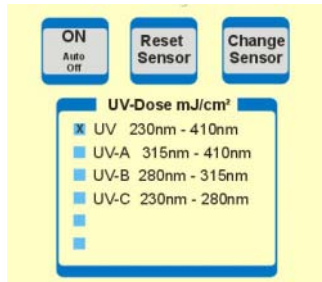 ON
Auto
Off
Reset
Sensor
Change
Sensor
UV-Dose mJ/cm²
X UV 230nm - 410nm
UV-A 315nm - 410nm
UV-B 280nm - 315nm
UV-C 230nm - 280nm